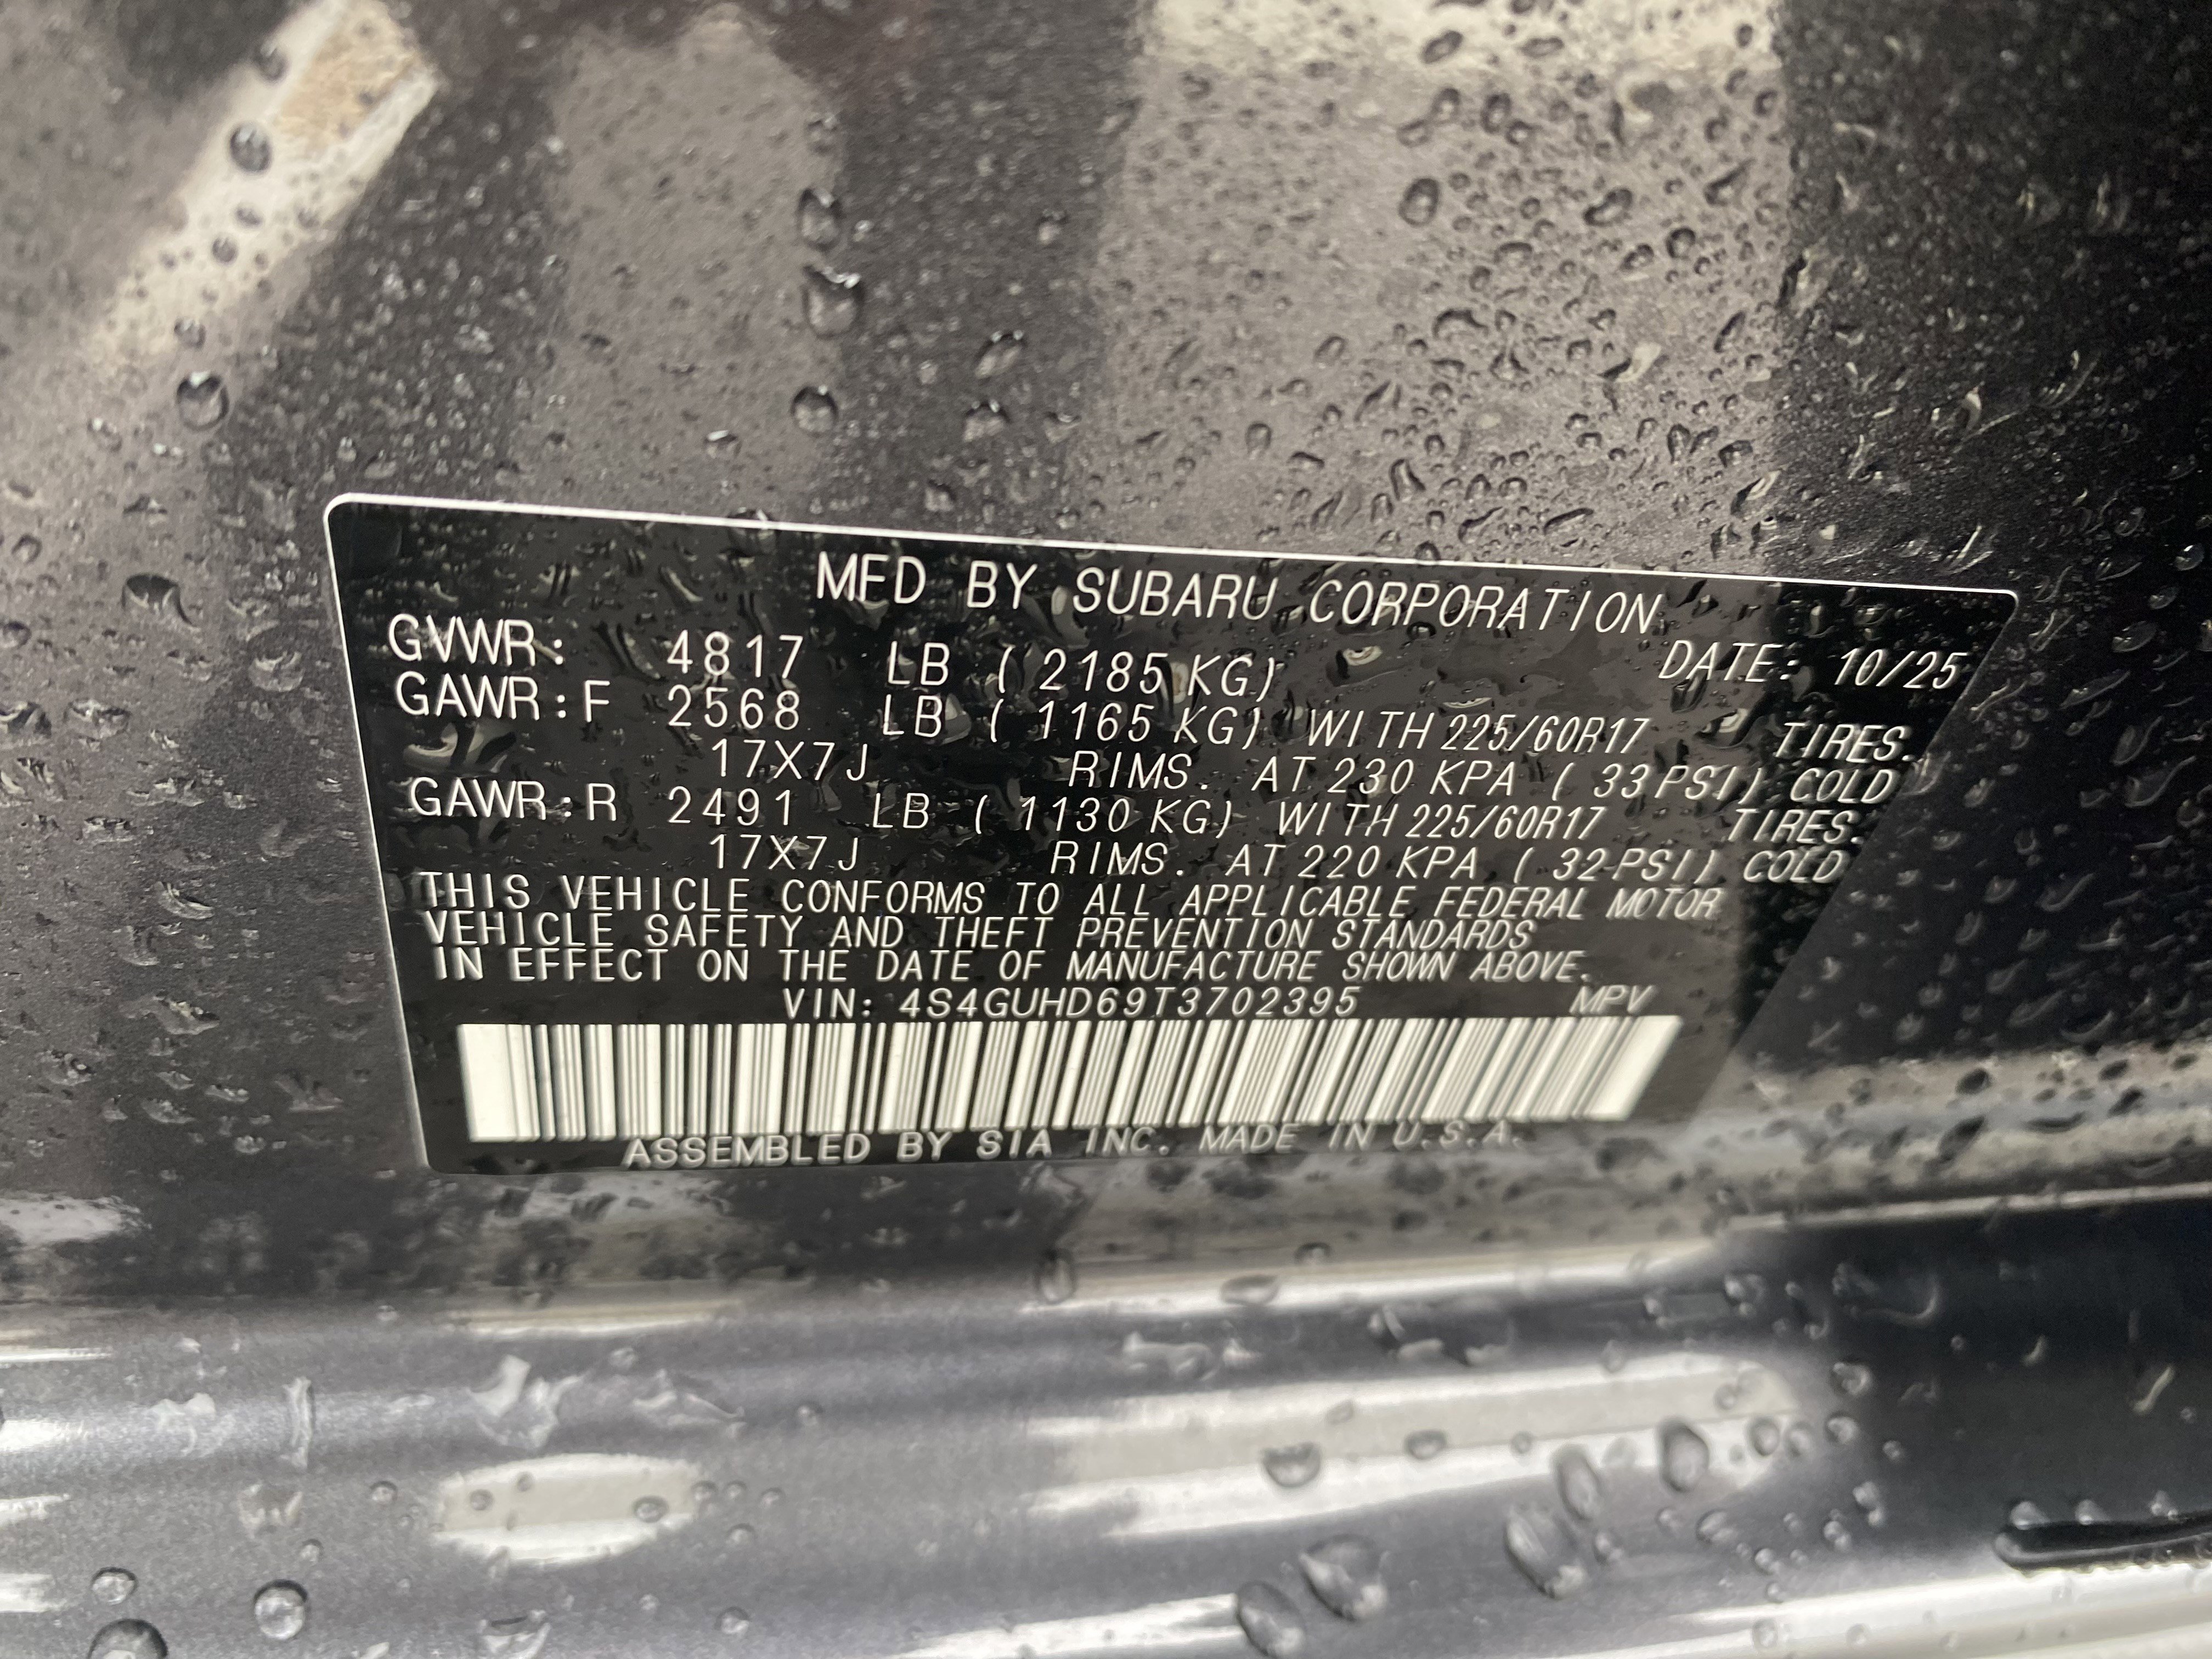 MFD BY SUBARU CORPORATION
DATE: 10/25
GVWR: 4817 LB ( 2185 KG)
GAWR:F 2568 LB ( 1165 KG) WITH 225/60R17 TIRES.
17X7J RIMS. AT 230 KPA ( 33 PSI) COLD
GAWR:R 2491 LB ( 1130 KG) WITH 225/60R17 TIRES.
17X7J RIMS. AT 220 KPA ( 32 PSI) COLD
THIS VEHICLE CONFORMS TO ALL APPLICABLE FEDERAL MOTOR
VEHICLE SAFETY AND THEFT PREVENTION STANDARDS
IN EFFECT ON THE DATE OF MANUFACTURE SHOWN ABOVE.
VIN: 4S4GUHD69T3702395 MPV
ASSEMBLED BY SIA INC. MADE IN U.S.A.